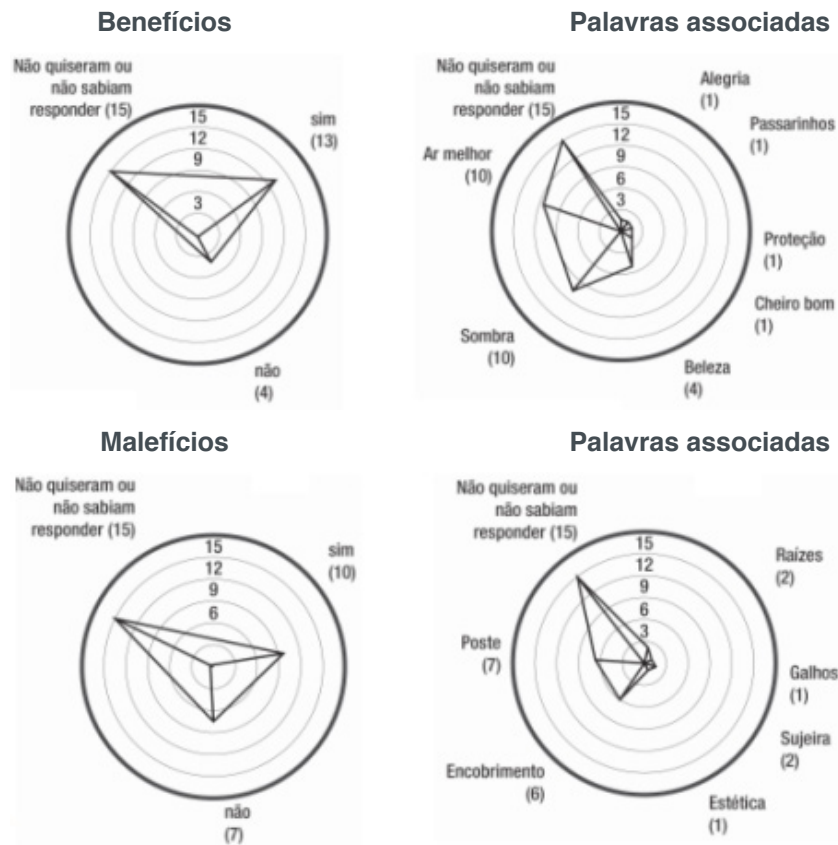 Benefícios
Não quiseram ou
não sabiam
responder (15)
sim
(13)
15
12
9
3
não
(4)
Palavras associadas
Não quiseram ou
não sabiam
responder (15)
Alegria
(1)
Passarinhos
(1)
Ar melhor
(10)
15
12
9
6
3
Proteção
(1)
Cheiro bom
(1)
Sombra
(10)
Beleza
(4)
Malefícios
Não quiseram ou
não sabiam
responder (15)
sim
(10)
15
12
9
6
não
(7)
Palavras associadas
Não quiseram ou
não sabiam
responder (15)
Raízes
(2)
15
12
9
6
3
Poste
(7)
Galhos
(1)
Sujeira
(2)
Encobrimento
(6)
Estética
(1)